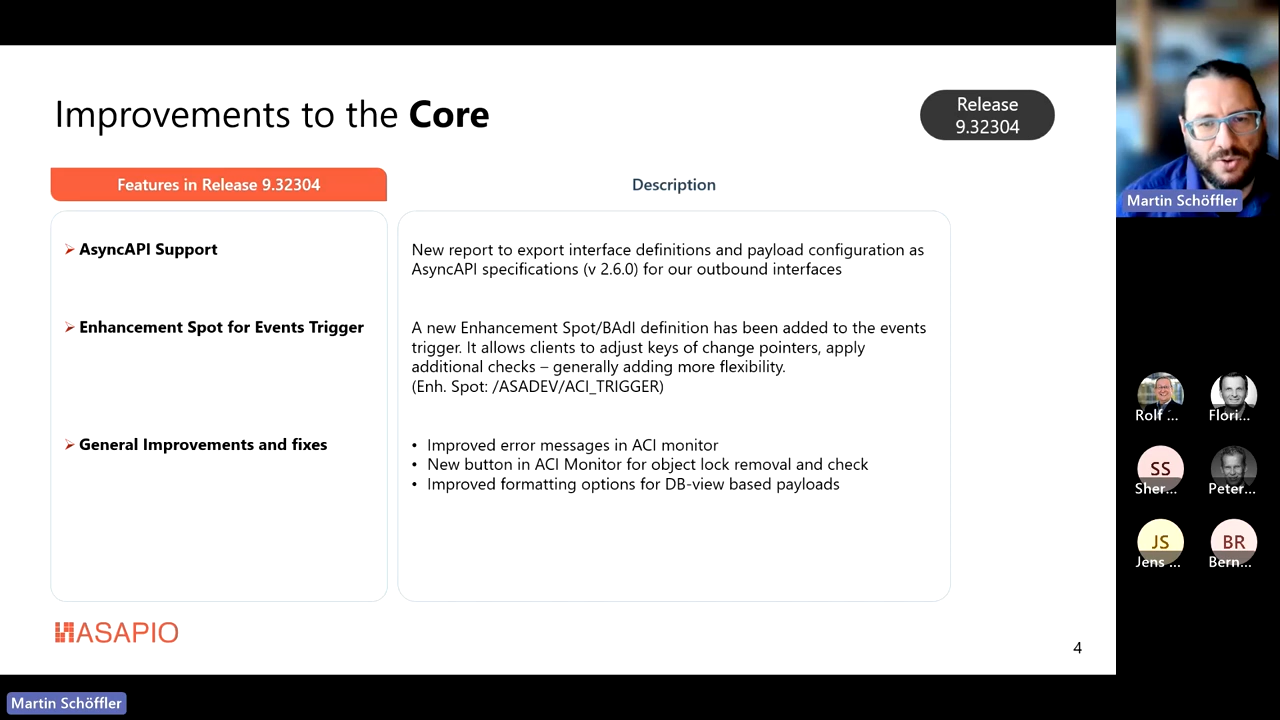 Improvements to the Core
Release
9.32304
Features in Release 9.32304
Description
AsyncAPI Support
New report to export interface definitions and payload configuration as
AsyncAPI specifications (v 2.6.0) for our outbound interfaces
Enhancement Spot for Events Trigger
A new Enhancement Spot/BAdI definition has been added to the events
trigger. It allows clients to adjust keys of change pointers, apply
additional checks – generally adding more flexibility.
(Enh. Spot: /ASADEV/ACI_TRIGGER)
General Improvements and fixes
• Improved error messages in ACI monitor
• New button in ACI Monitor for object lock removal and check
• Improved formatting options for DB-view based payloads
ASAPIO
4
Martin Schöffler
Martin Schöffler
Rolf ...
Flori...
SS
Sher...
Peter...
JS
Jens ...
BR
Bern...